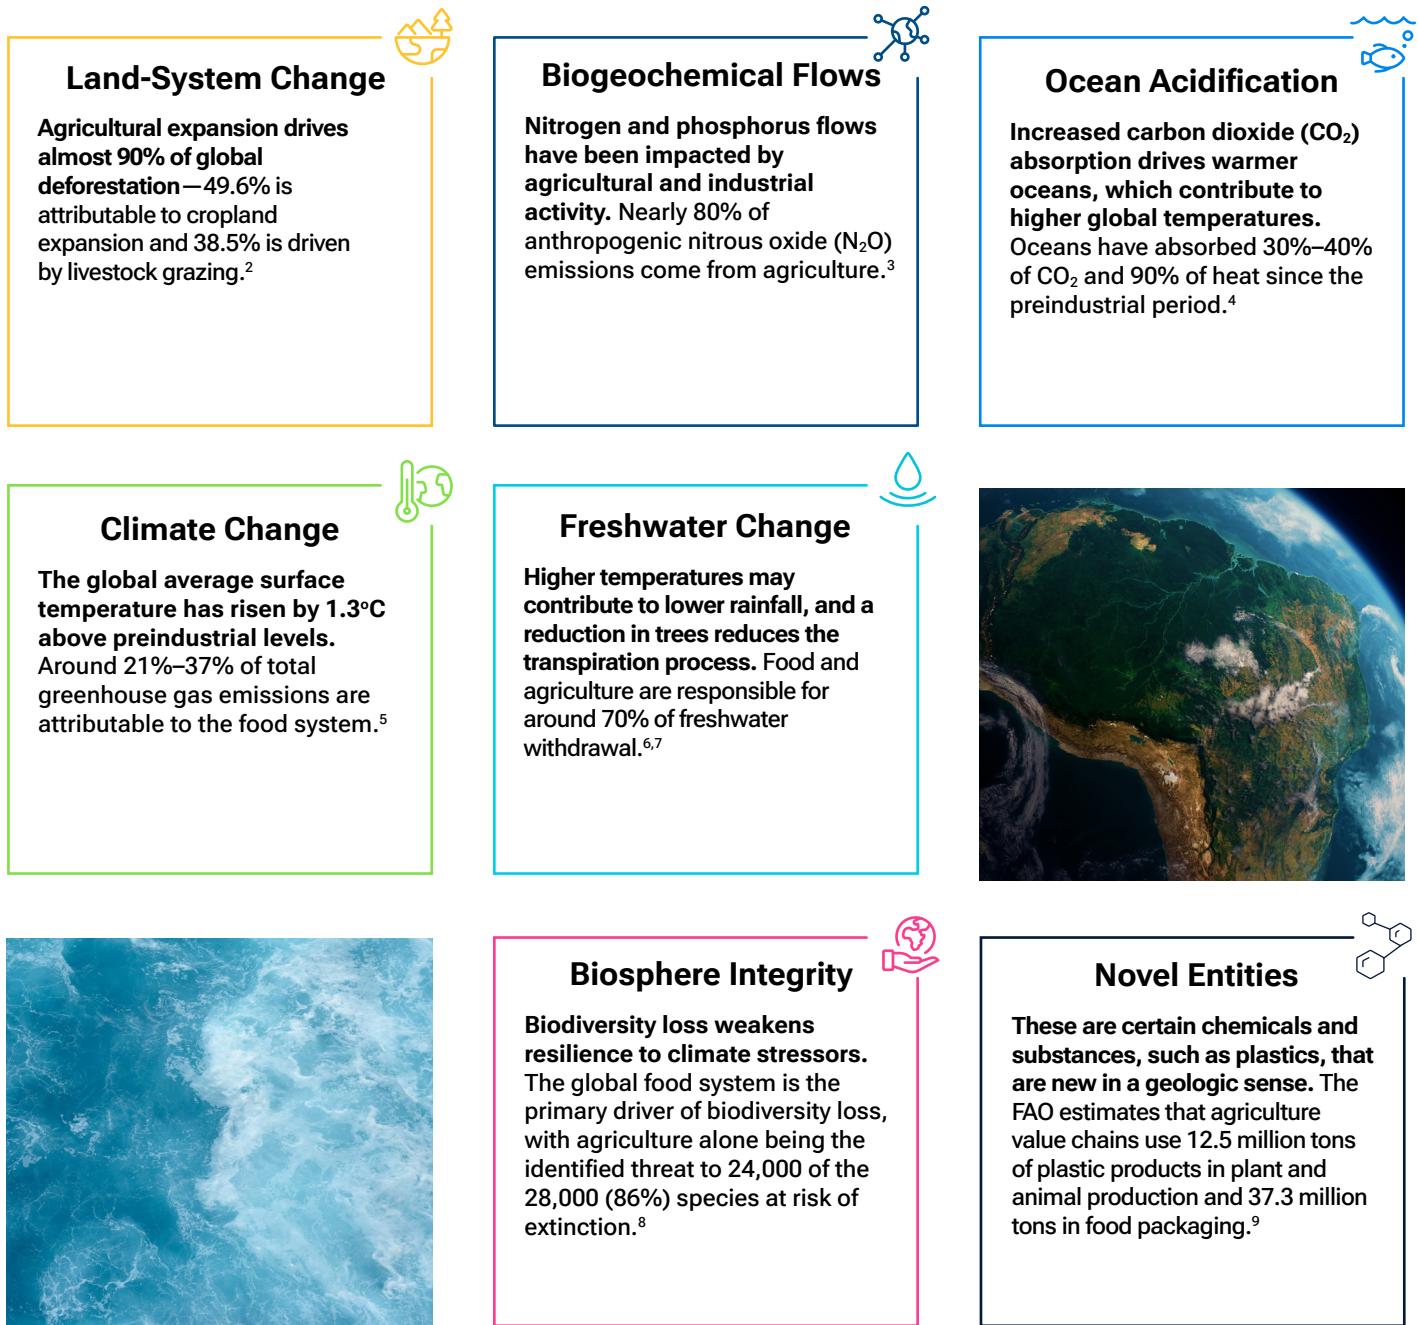 Land-System Change
Agricultural expansion drives
almost 90% of global
deforestation—49.6% is
attributable to cropland
expansion and 38.5% is driven
by livestock grazing.²
Biogeochemical Flows
Nitrogen and phosphorus flows
have been impacted by
agricultural and industrial
activity. Nearly 80% of
anthropogenic nitrous oxide (N₂O)
emissions come from agriculture.³
Ocean Acidification
Increased carbon dioxide (CO₂)
absorption drives warmer
oceans, which contribute to
higher global temperatures.
Oceans have absorbed 30%–40%
of CO₂ and 90% of heat since the
preindustrial period.⁴
Climate Change
The global average surface
temperature has risen by 1.3ºC
above preindustrial levels.
Around 21%–37% of total
greenhouse gas emissions are
attributable to the food system.⁵
Freshwater Change
Higher temperatures may
contribute to lower rainfall, and a
reduction in trees reduces the
transpiration process. Food and
agriculture are responsible for
around 70% of freshwater
withdrawal.⁶,⁷
Biosphere Integrity
Biodiversity loss weakens
resilience to climate stressors.
The global food system is the
primary driver of biodiversity loss,
with agriculture alone being the
identified threat to 24,000 of the
28,000 (86%) species at risk of
extinction.⁸
Novel Entities
These are certain chemicals and
substances, such as plastics, that
are new in a geologic sense. The
FAO estimates that agriculture
value chains use 12.5 million tons
of plastic products in plant and
animal production and 37.3 million
tons in food packaging.⁹